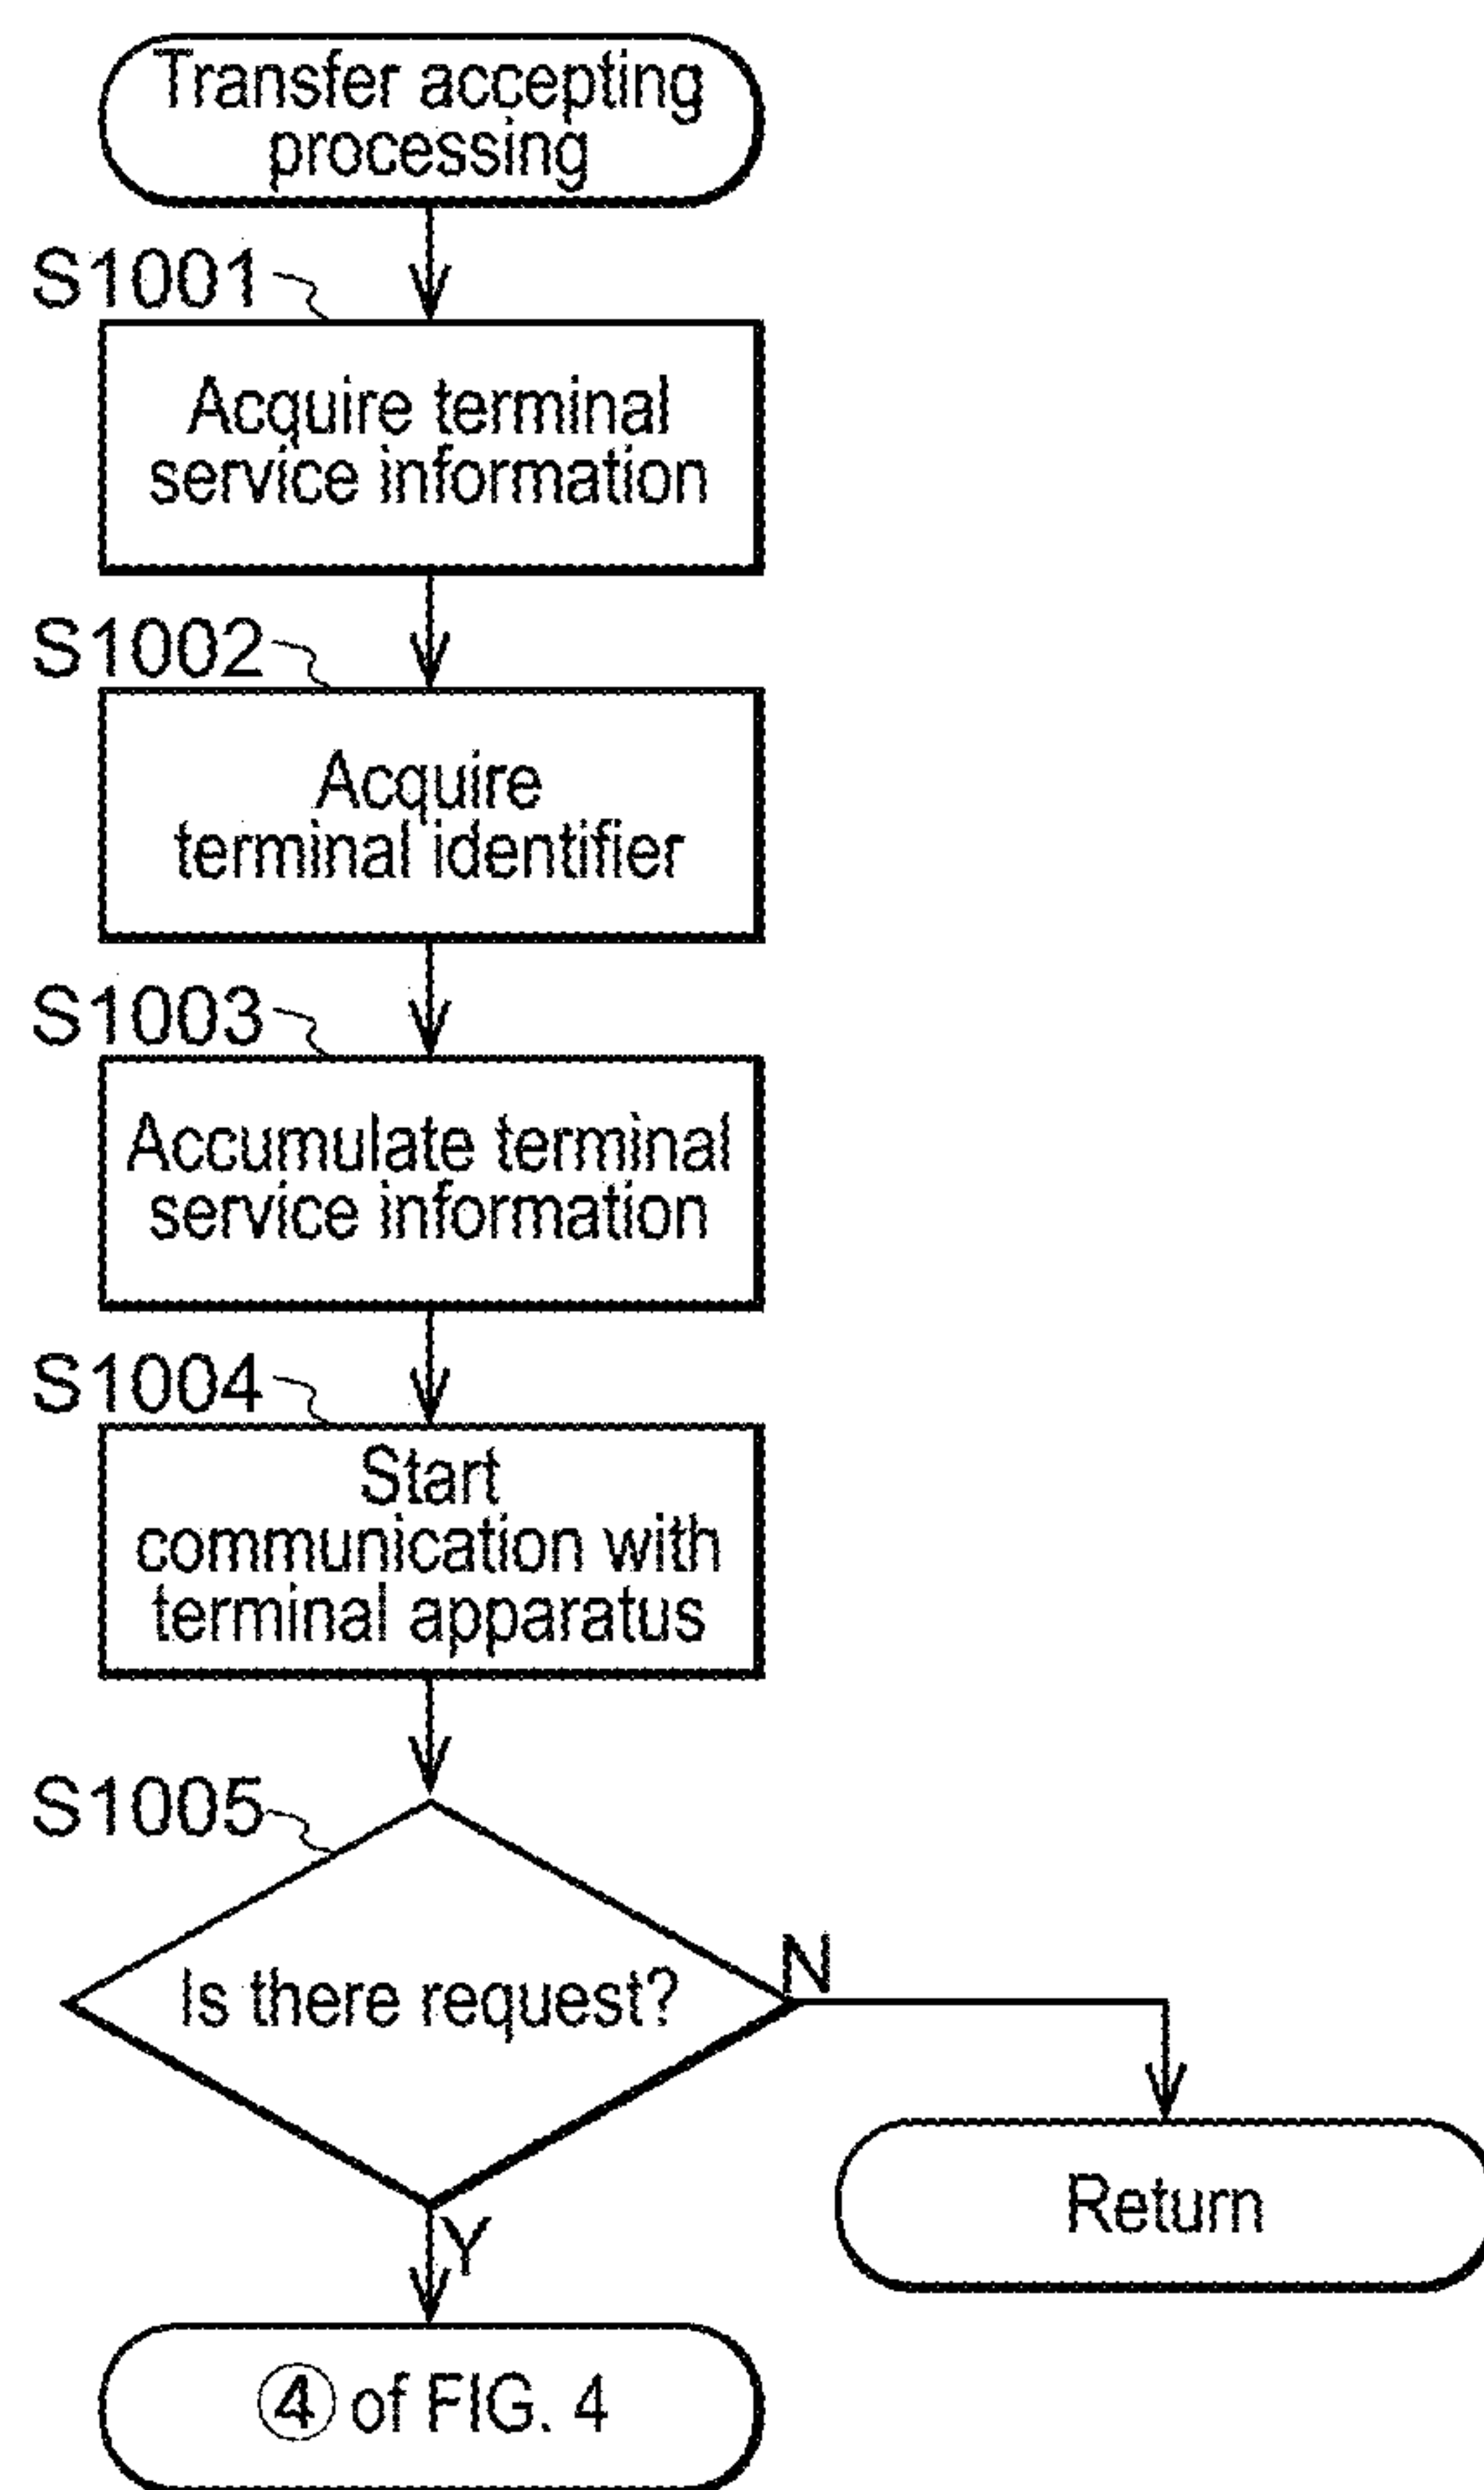 Transfer accepting
processing
S1001
Acquire terminal
service information
S1002
Acquire
terminal identifier
S1003
Accumulate terminal
service information
S1004
Start
communication with
terminal apparatus
S1005
Is there request?
N
Return
Y
④ of FIG. 4